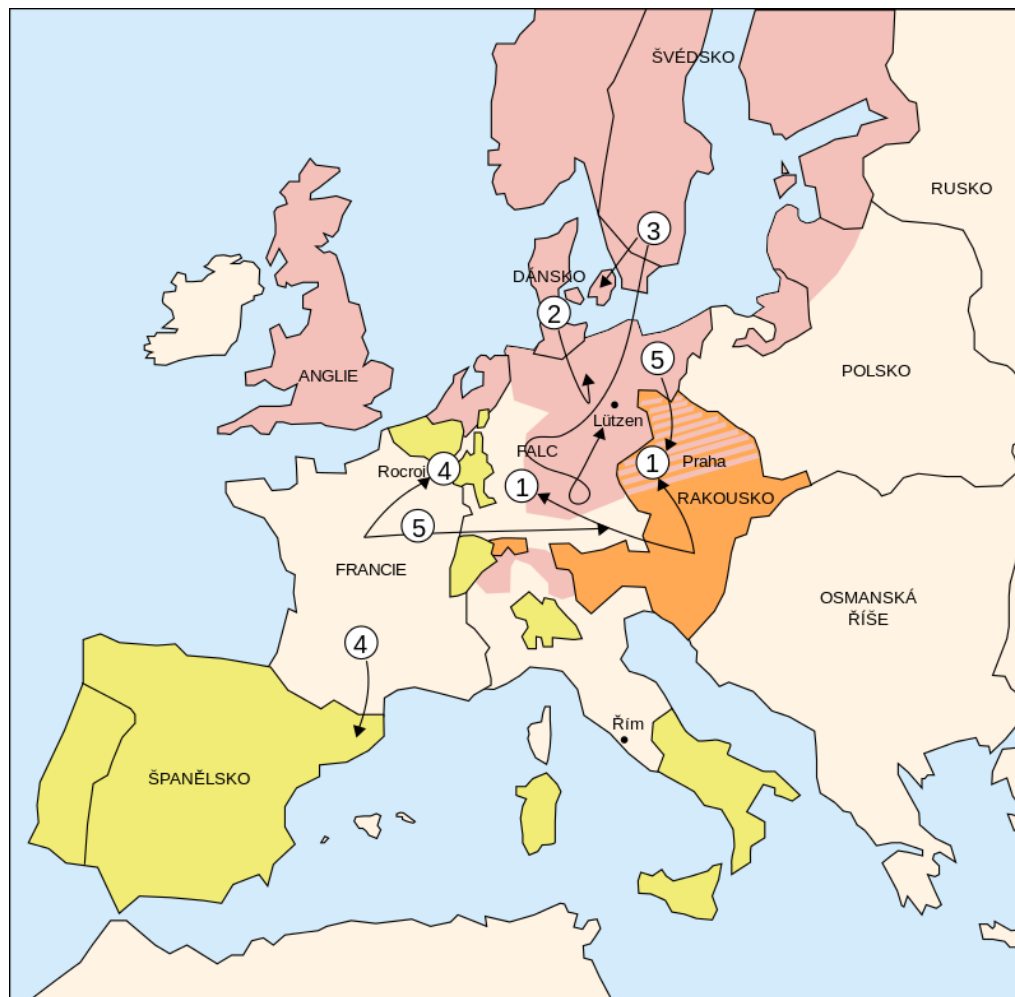 ŠVÉDSKO
RUSKO
3
DÁNSKO
2
5
POLSKO
ANGLIE
Lützen
FALC
Rocroj
4
1
1
Praha
RAKOUSKO
5
FRANCIE
OSMANSKÁ
ŘÍŠE
4
Řím
ŠPANĚLSKO